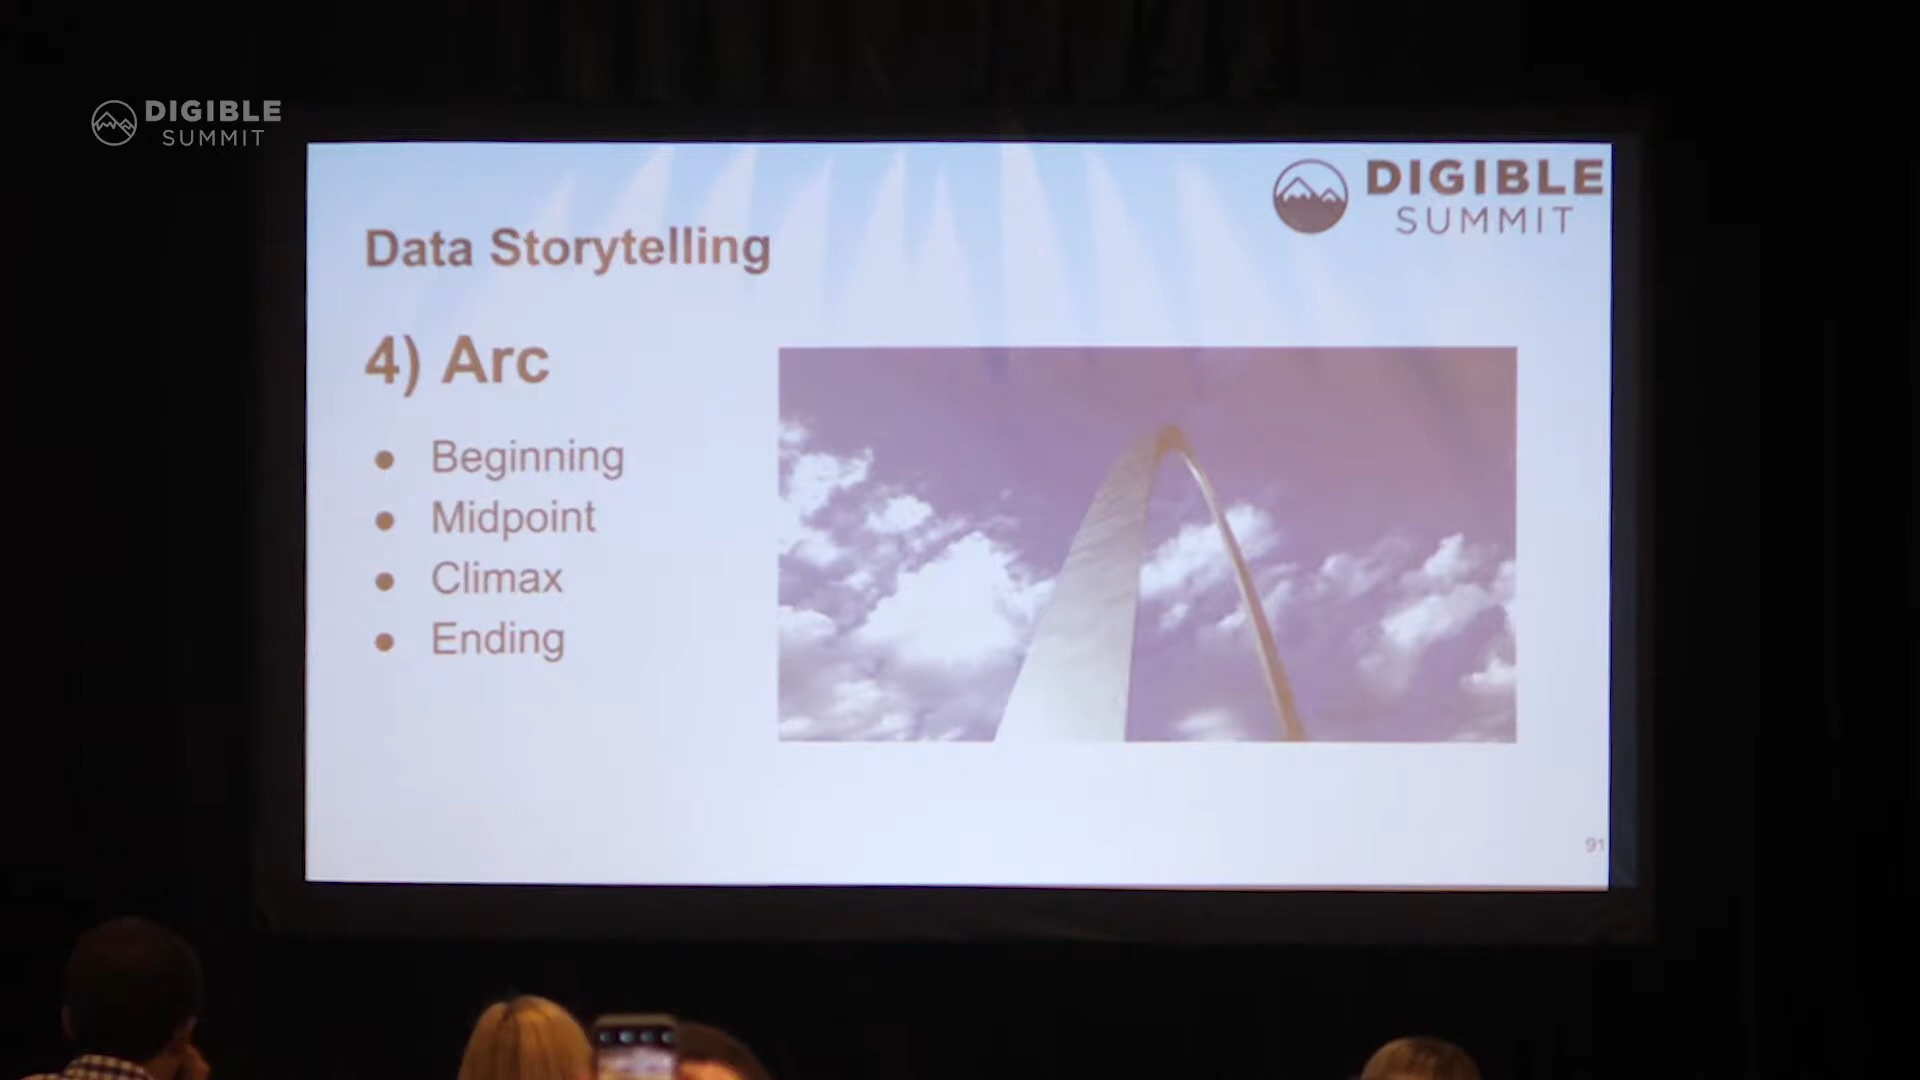 DIGIBLE
SUMMIT
DIGIBLE
SUMMIT
Data Storytelling
4) Arc
● Beginning
● Midpoint
● Climax
● Ending
91